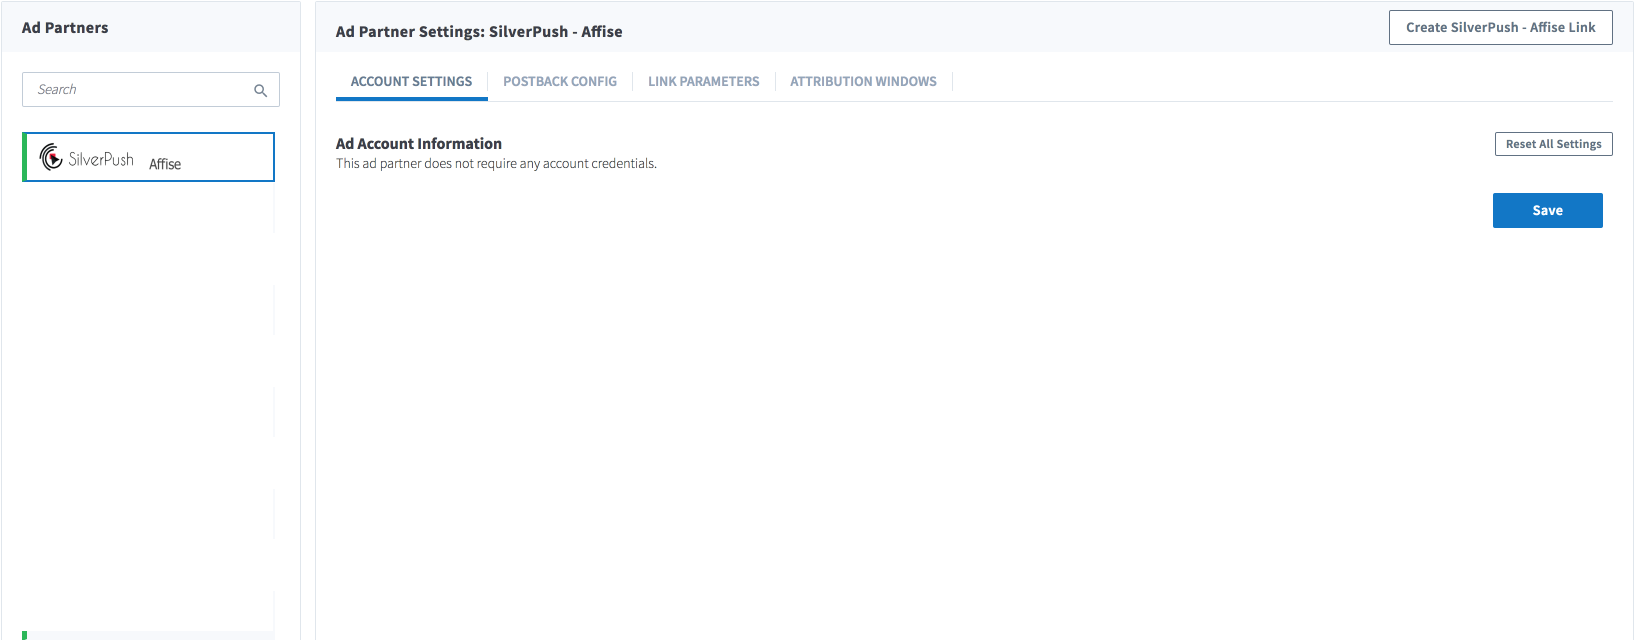 Ad Partners
Search
SilverPush Affise
Ad Partner Settings: SilverPush - Affise
Create SilverPush - Affise Link
ACCOUNT SETTINGS
POSTBACK CONFIG
LINK PARAMETERS
ATTRIBUTION WINDOWS
Ad Account Information
This ad partner does not require any account credentials.
Reset All Settings
Save